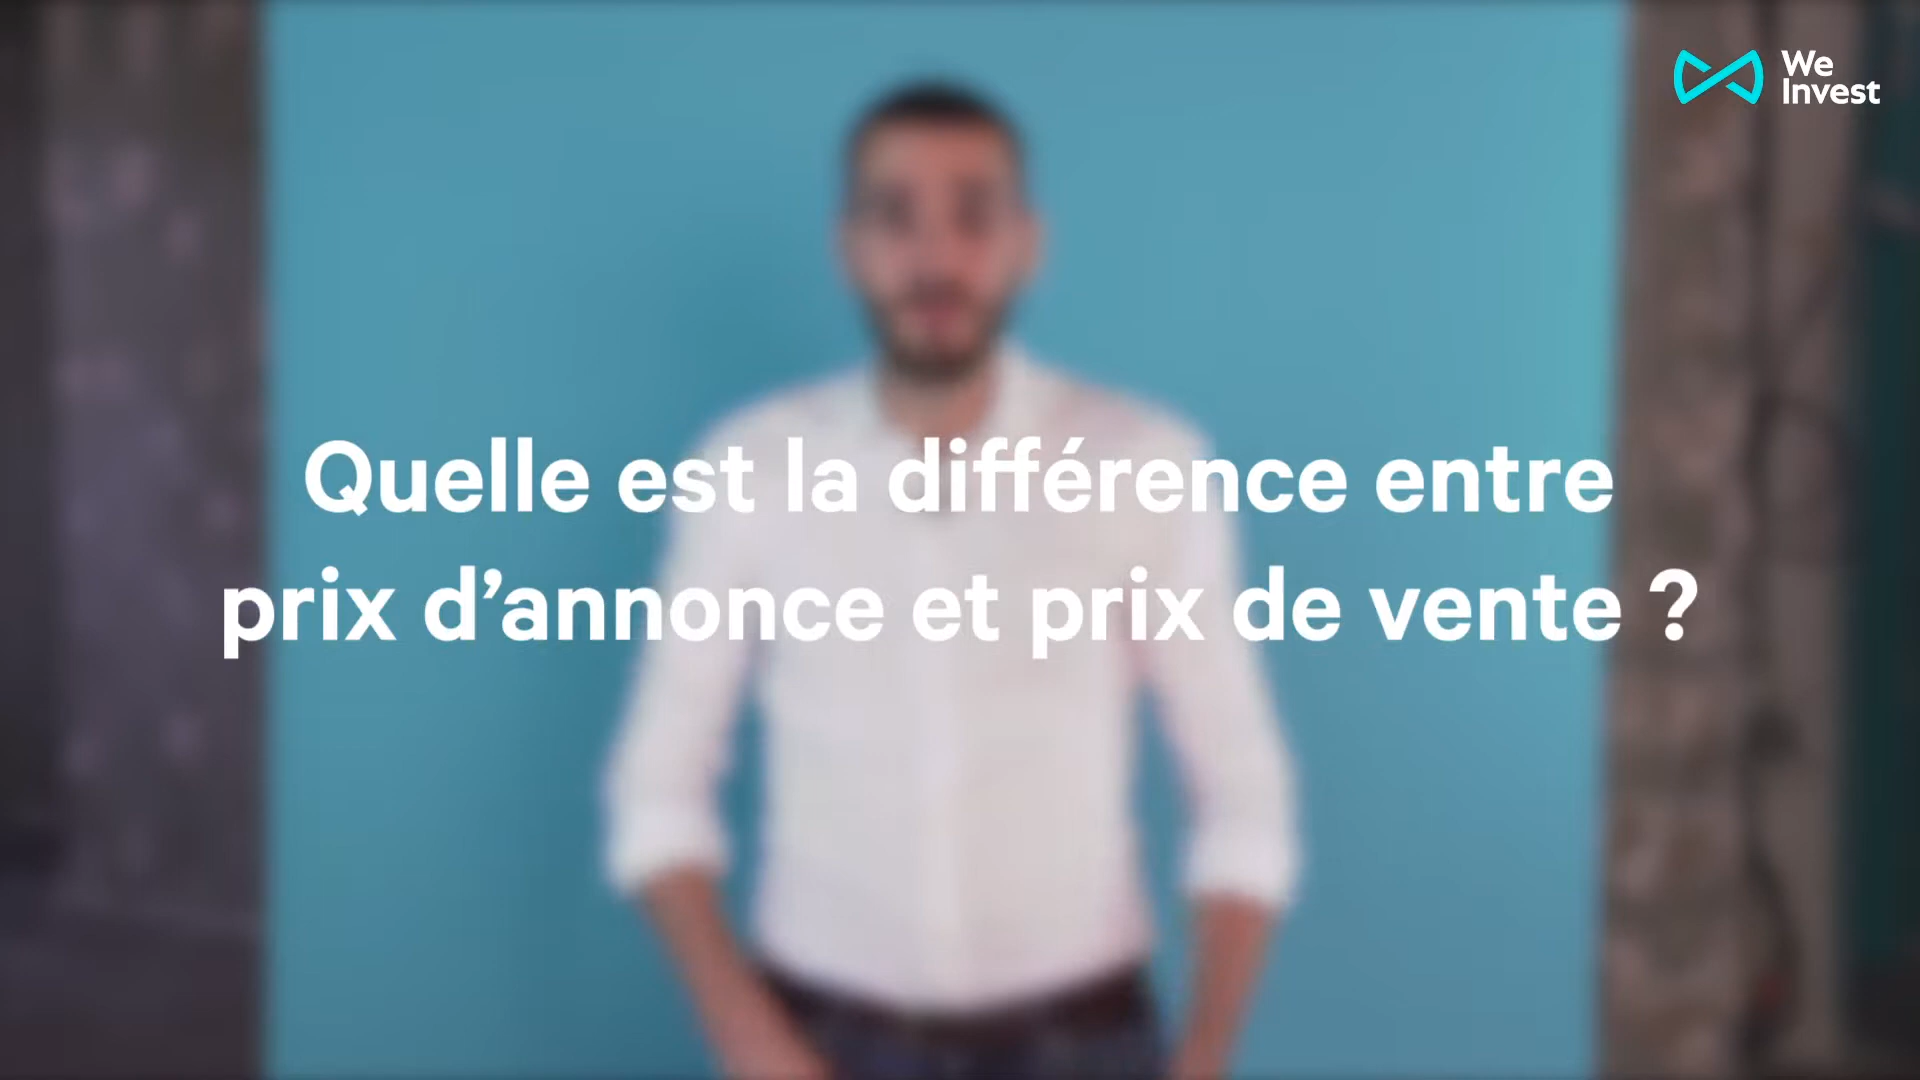 We
Invest
Quelle est la différence entre
prix d’annonce et prix de vente ?